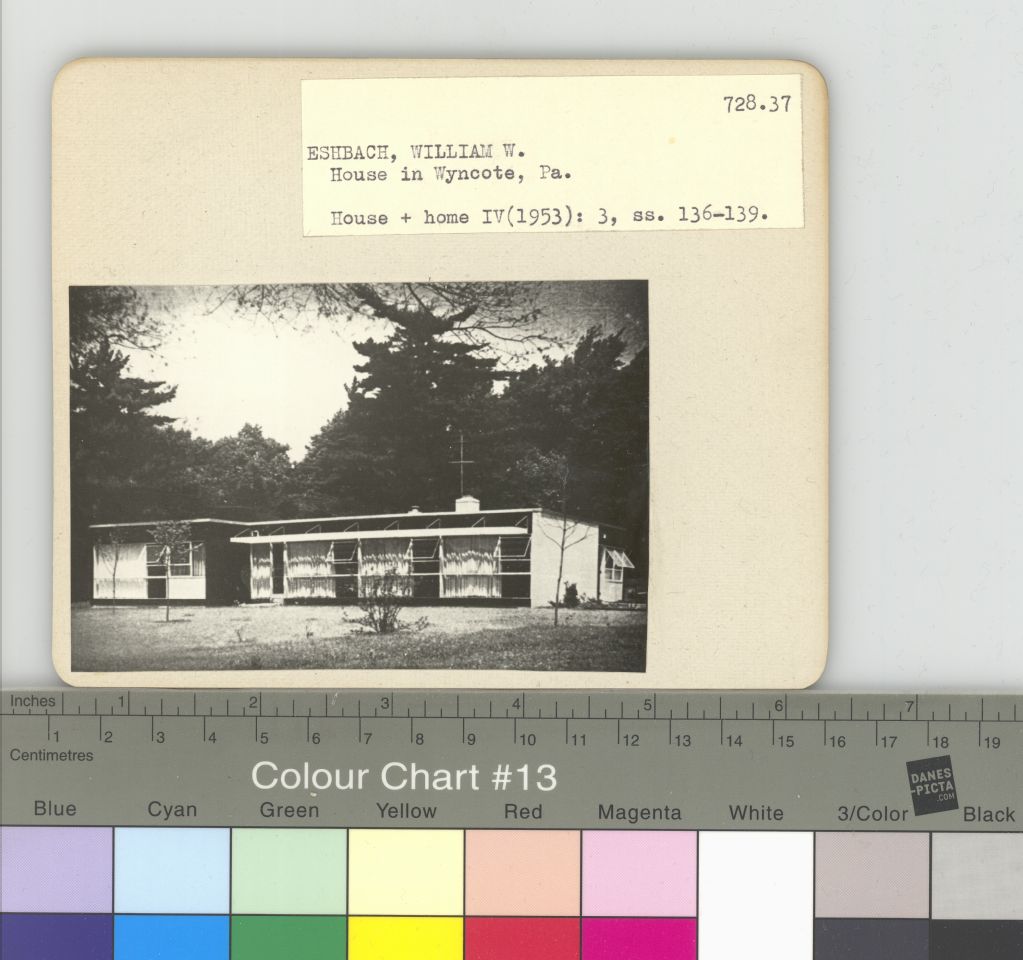 728.37
ESHBACH, WILLIAM W.
House in Wyncote, Pa.
House + home IV(1953): 3, ss. 136-139.
Inches 1 2 3 4 5 6 7
1 2 3 4 5 6 7 8 9 10 11 12 13 14 15 16 17 18 19
Centimetres
Colour Chart #13
DANES
-PICTA
.COM
Blue Cyan Green Yellow Red Magenta White 3/Color Black